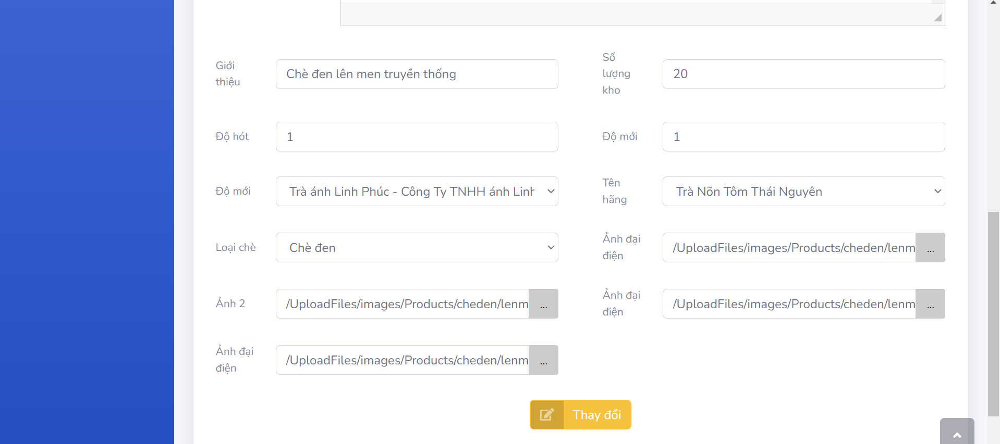 Giới
thiệu
Chè đen lên men truyền thống
Số
lượng
kho
20
Độ hót
1
Độ mới
1
Độ mới
Trà ánh Linh Phúc - Công Ty TNHH ánh Linh
Tên
hãng
Trà Nõn Tôm Thái Nguyên
Loại chè
Chè đen
Ảnh đại
điện
/UploadFiles/images/Products/cheden/lenm
...
Ảnh 2
/UploadFiles/images/Products/cheden/lenm
...
Ảnh đại
điện
/UploadFiles/images/Products/cheden/lenm
...
Ảnh đại
điện
/UploadFiles/images/Products/cheden/lenm
...
Thay đổi